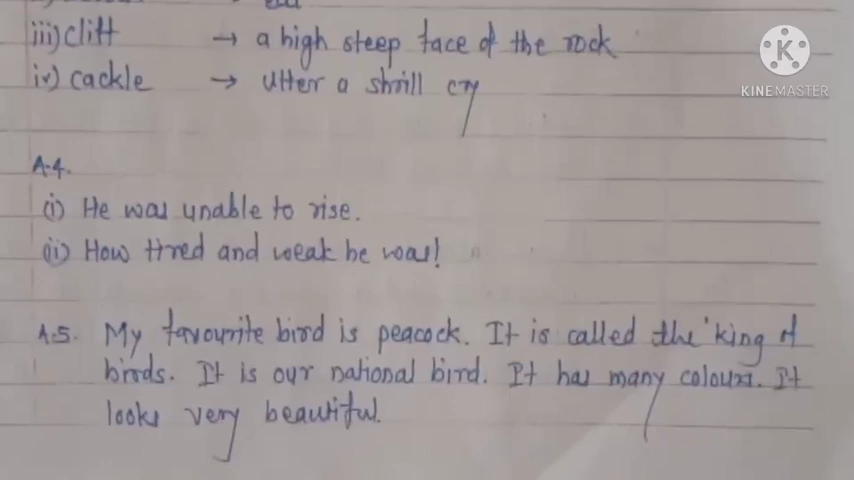 iii) cliff → a high steep face of the rock
iv) cackle → utter a shrill cry
KINEMASTER
A-4.
(i) He was unable to rise.
(ii) How tired and weak he was!
A-5. My favourite bird is peacock. It is called the 'king of
birds. It is our national bird. It has many colours. It
looks very beautiful.